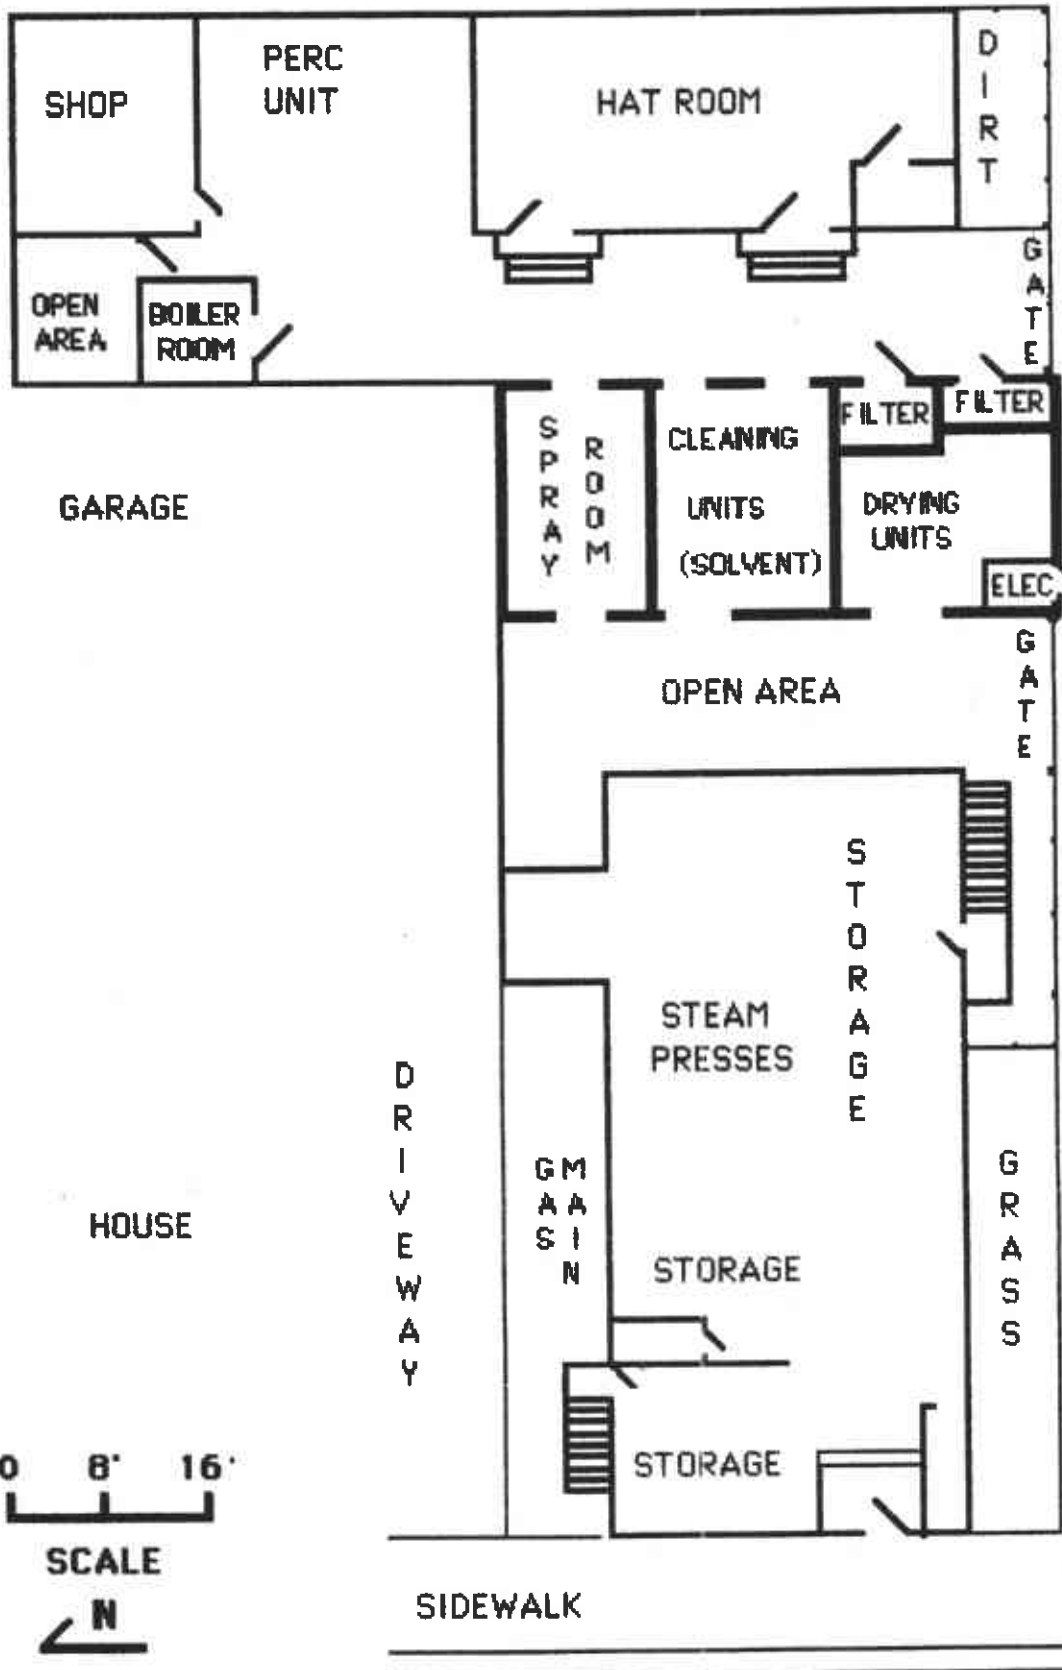 SHOP
PERC
UNIT
HAT ROOM
DIRT
GATE
OPEN
AREA
BOILER
ROOM
FILTER
FILTER
GARAGE
SPRAY
ROOM
CLEANING
UNITS
(SOLVENT)
DRYING
UNITS
ELEC
GATE
OPEN AREA
STORAGE
STEAM
PRESSES
DRIVEWAY
GAS
MAIN
GRASS
HOUSE
STORAGE
STORAGE
0 8' 16'
SCALE
N
SIDEWALK